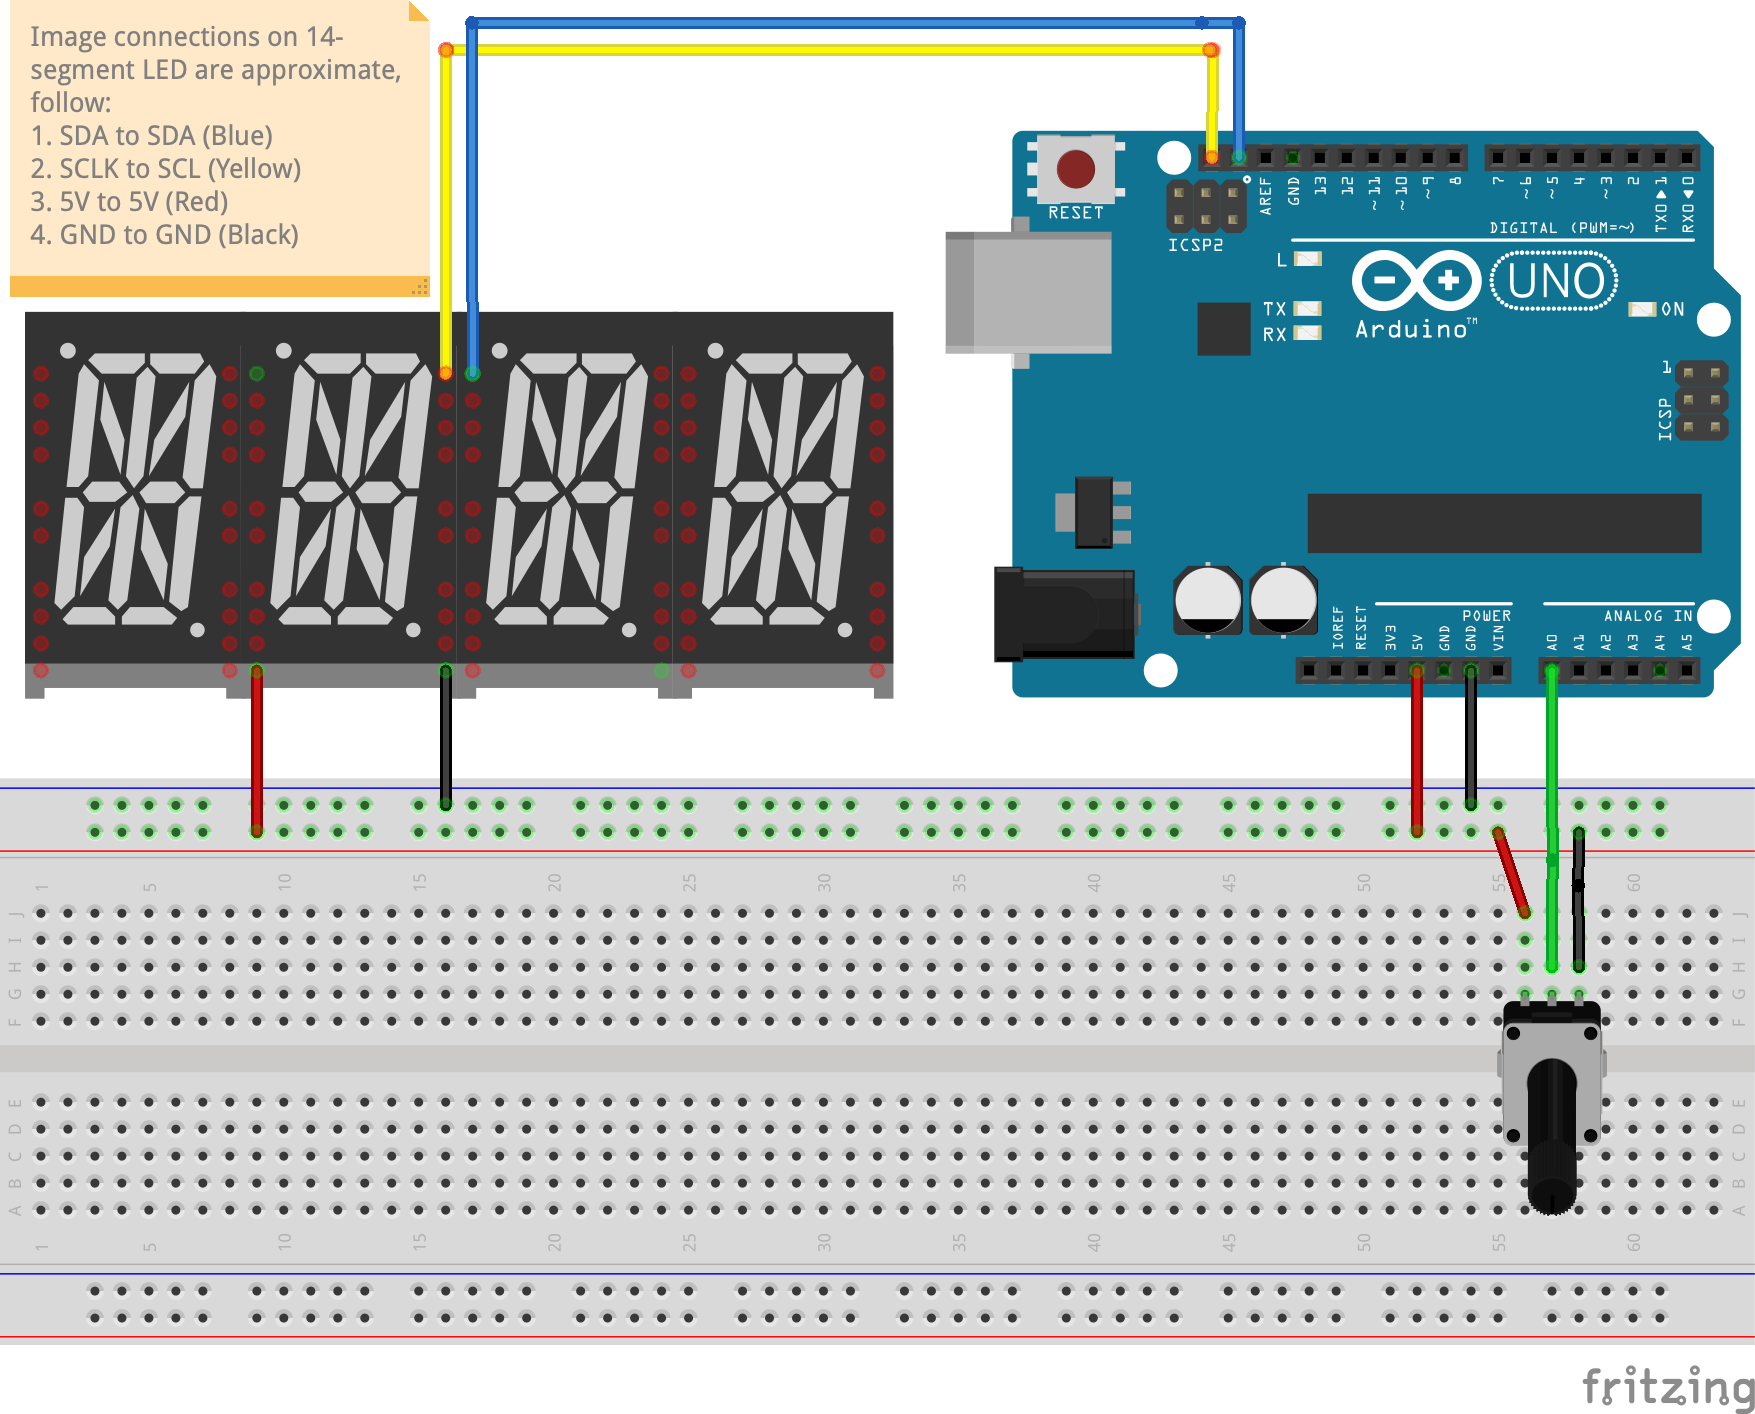 Image connections on 14-
segment LED are approximate,
follow:
1. SDA to SDA (Blue)
2. SCLK to SCL (Yellow)
3. 5V to 5V (Red)
4. GND to GND (Black)
RESET
ICSP2
AREF
GND
13
12
~11
~10
~9
8
7
~6
~5
4
~3
2
TX0▶1
RX0◀0
DIGITAL (PWM=~)
L
TX
RX
UNO
Arduino™
ON
1
ICSP
POWER
ANALOG IN
IOREF
RESET
3V3
5V
GND
GND
VIN
A0
A1
A2
A3
A4
A5
1 5 10 15 20 25 30 35 40 45 50 55 60
J J
I I
H H
G G
F F
E E
D D
C C
B B
A A
1 5 10 15 20 25 30 35 40 45 50 55 60
fritzing